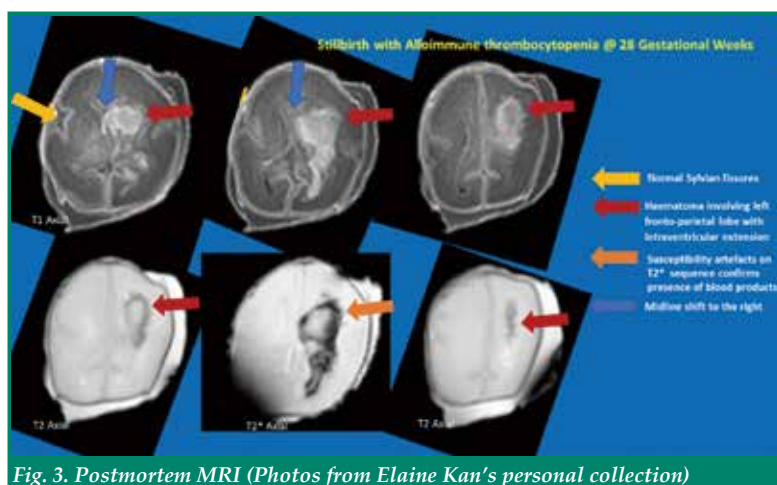 Stillbirth with Alloimmune thrombocytopenia @ 28 Gestational Weeks
T1 Axial
Normal Sylvian fissures
Haematoma involving left
fronto-parietal lobe with
Intraventricular extension
Susceptibility artefacts on
T2* sequence confirms
presence of blood products
Midline shift to the right
T2 Axial
T2* Axial
T2 Axial
Fig. 3. Postmortem MRI (Photos from Elaine Kan's personal collection)